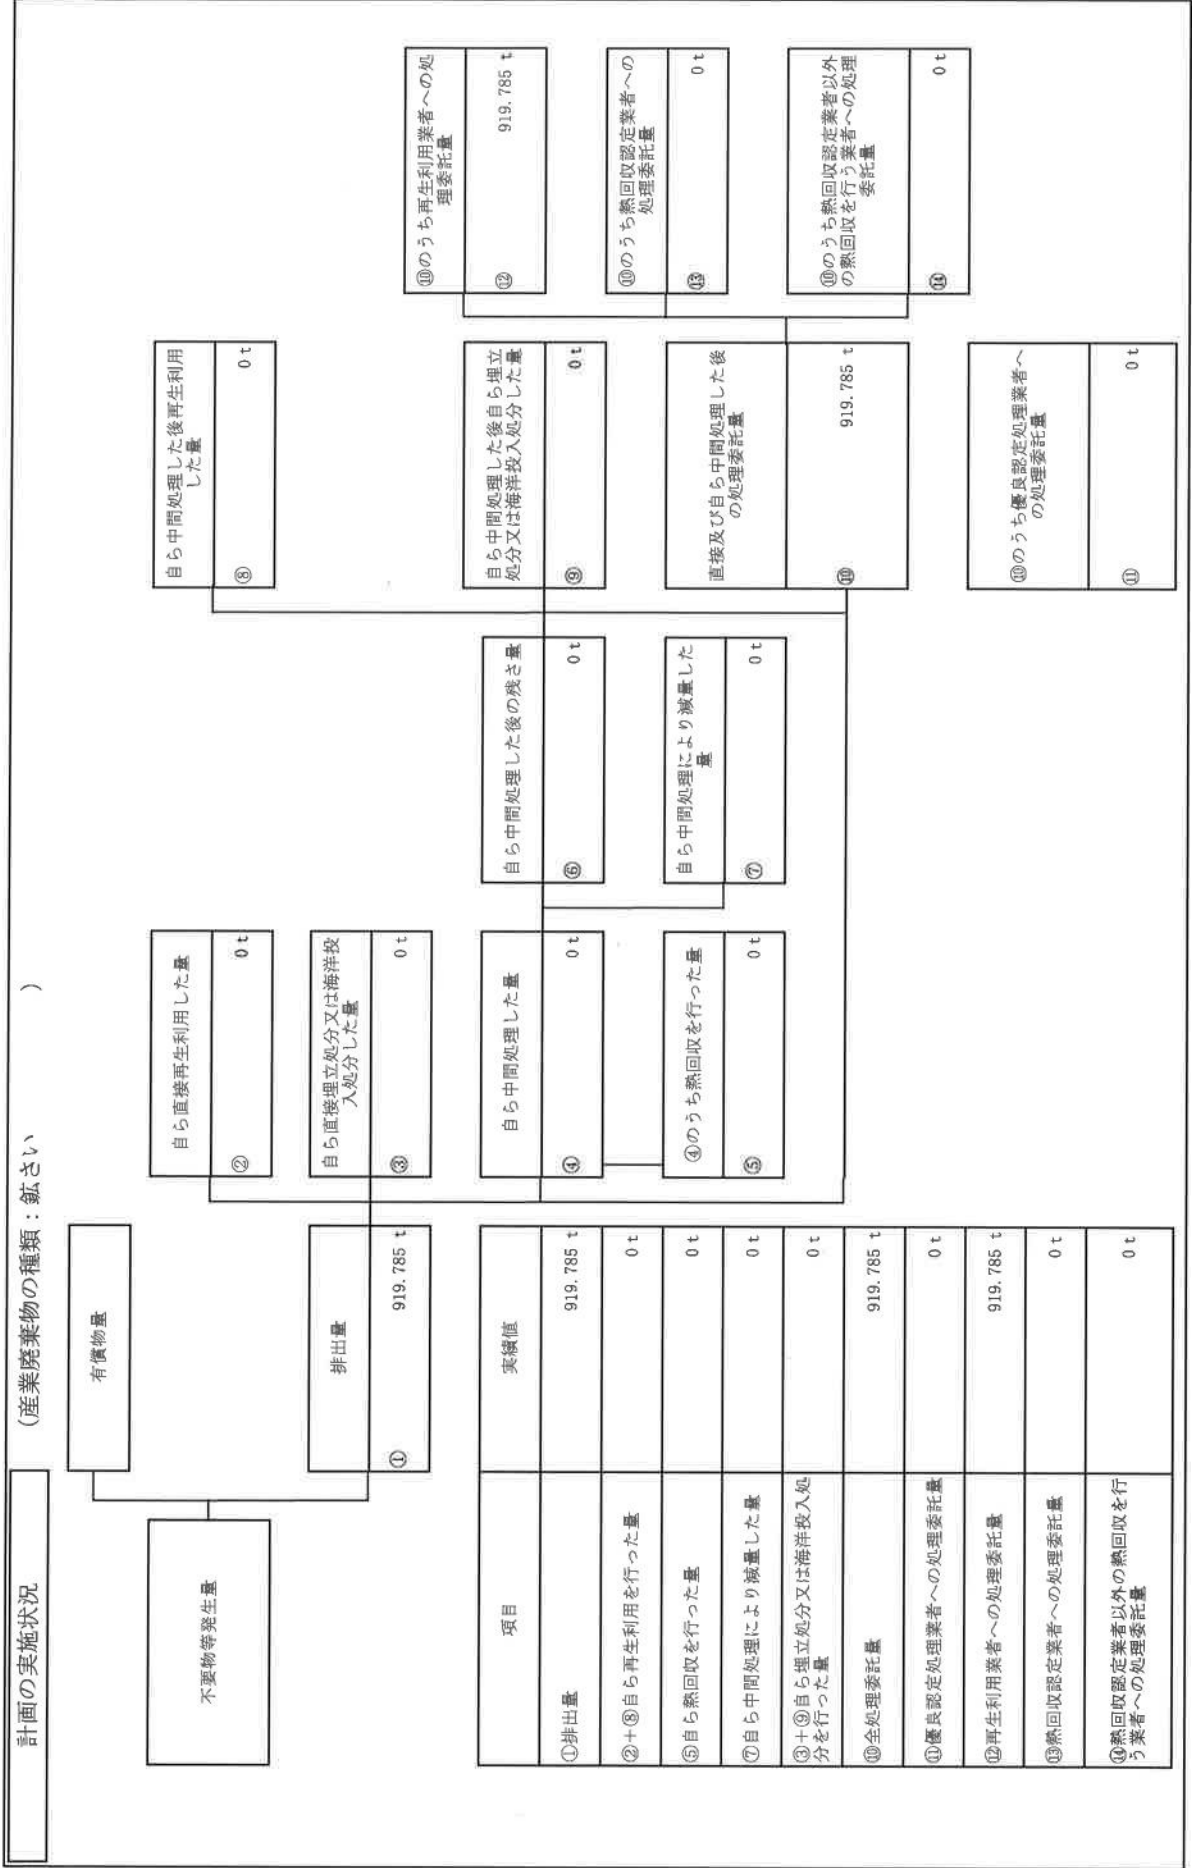 計画の実施状況
（産業廃棄物の種類：鉱さい　　　　　）
不要物等発生量
有償物量
排出量
① 919.785 t
自ら直接再生利用した量
② 0 t
自ら直接埋立処分又は海洋投
入処分した量
③ 0 t
自ら中間処理した量
④ 0 t
④のうち熱回収を行った量
⑤ 0 t
自ら中間処理した後の残さ量
⑥ 0 t
自ら中間処理により減量した
量
⑦ 0 t
自ら中間処理した後再生利用
した量
⑧ 0 t
自ら中間処理した後自ら埋立
処分又は海洋投入処分した量
⑨ 0 t
直接及び自ら中間処理した後
の処理委託量
⑩ 919.785 t
⑩のうち優良認定処理業者へ
の処理委託量
⑪ 0 t
⑩のうち再生利用業者への処
理委託量
⑫ 919.785 t
⑩のうち熱回収認定業者への
処理委託量
⑬ 0 t
⑩のうち熱回収認定業者以外
の熱回収を行う業者への処理
委託量
⑭ 0 t
項目 実績値
①排出量 919.785 t
②＋⑧自ら再生利用を行った量 0 t
⑤自ら熱回収を行った量 0 t
⑦自ら中間処理により減量した量 0 t
③＋⑨自ら埋立処分又は海洋投入処
分を行った量 0 t
⑩全処理委託量 919.785 t
⑪優良認定処理業者への処理委託量 0 t
⑫再生利用業者への処理委託量 919.785 t
⑬熱回収認定業者への処理委託量 0 t
⑭熱回収認定業者以外の熱回収を行
う業者への処理委託量 0 t